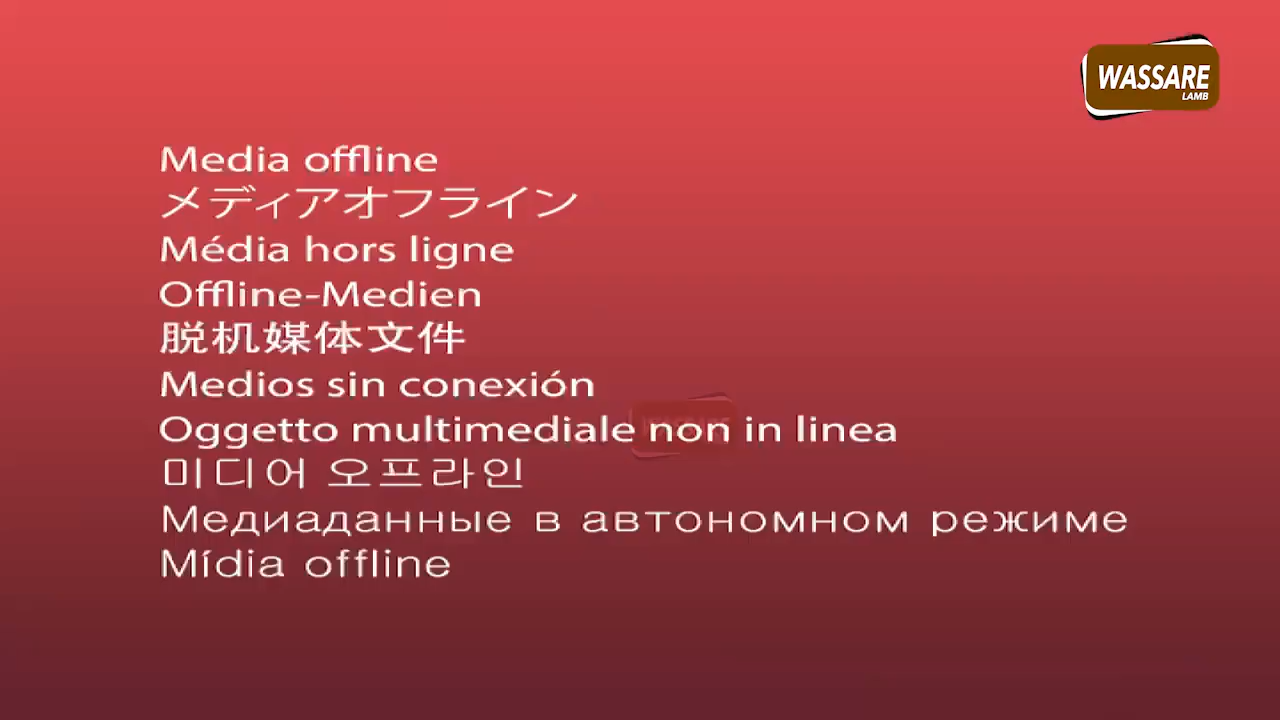 WASSARE
LAMB
Media offline
メディアオフライン
Média hors ligne
Offline-Medien
脱机媒体文件
Medios sin conexión
Oggetto multimediale non in linea
미디어 오프라인
Медиаданные в автономном режиме
Mídia offline